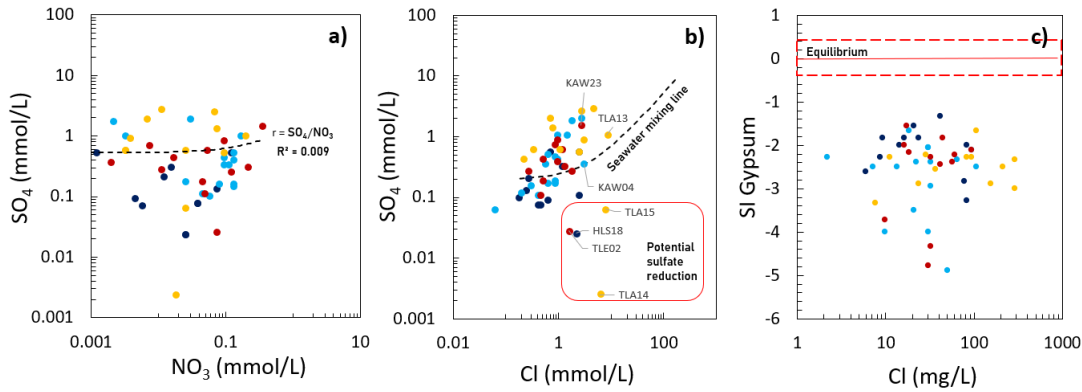 a)
100
10
1
0.1
0.01
0.001
SO₄ (mmol/L)
r = SO₄/NO₃
R² = 0.009
0.001
0.01
0.1
1
10
NO₃ (mmol/L)
b)
100
10
1
0.1
0.01
0.001
SO₄ (mmol/L)
KAW23
TLA13
Seawater mixing line
KAW04
TLA15
HLS18
TLE02
Potential
sulfate
reduction
TLA14
0.01
1
100
Cl (mmol/L)
c)
1
0
-1
-2
-3
-4
-5
-6
SI Gypsum
Equilibrium
1
10
100
1000
Cl (mg/L)